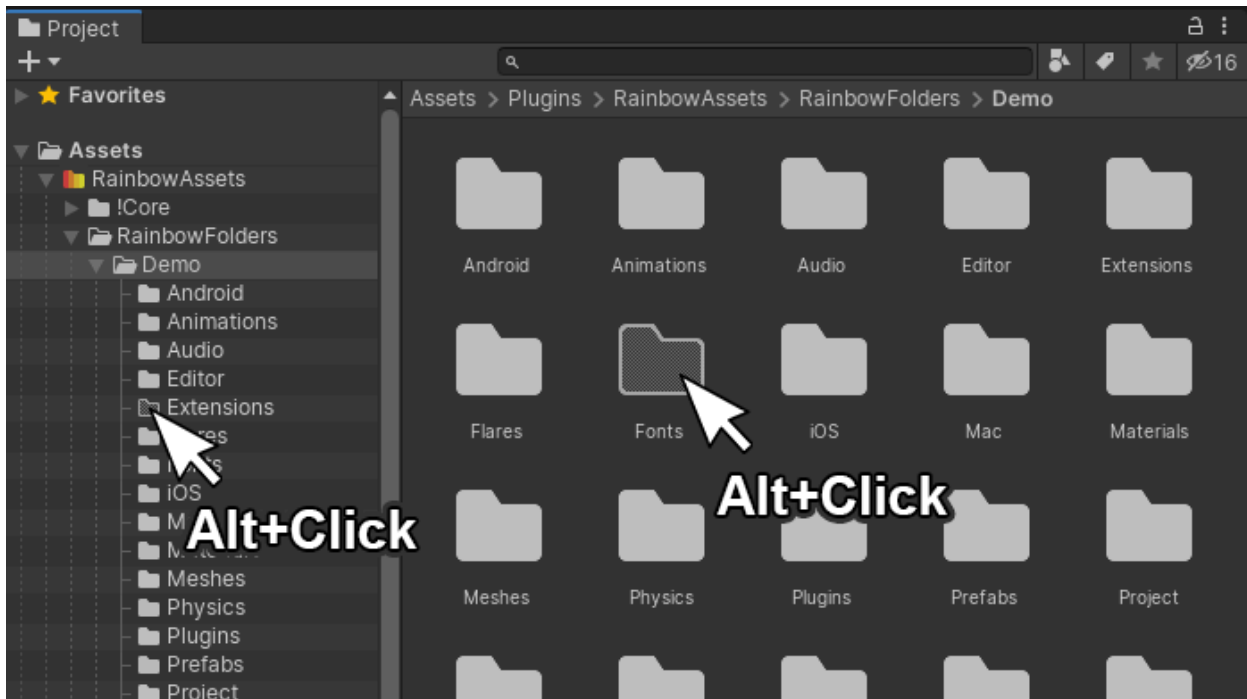 Project
16
Favorites
Assets > Plugins > RainbowAssets > RainbowFolders > Demo
Assets
RainbowAssets
!Core
RainbowFolders
Demo
Android
Animations
Audio
Editor
Extensions
iOS
Alt+Click
Meshes
Physics
Plugins
Prefabs
Project
Android
Animations
Audio
Editor
Extensions
Flares
Fonts
iOS
Mac
Materials
Alt+Click
Meshes
Physics
Plugins
Prefabs
Project